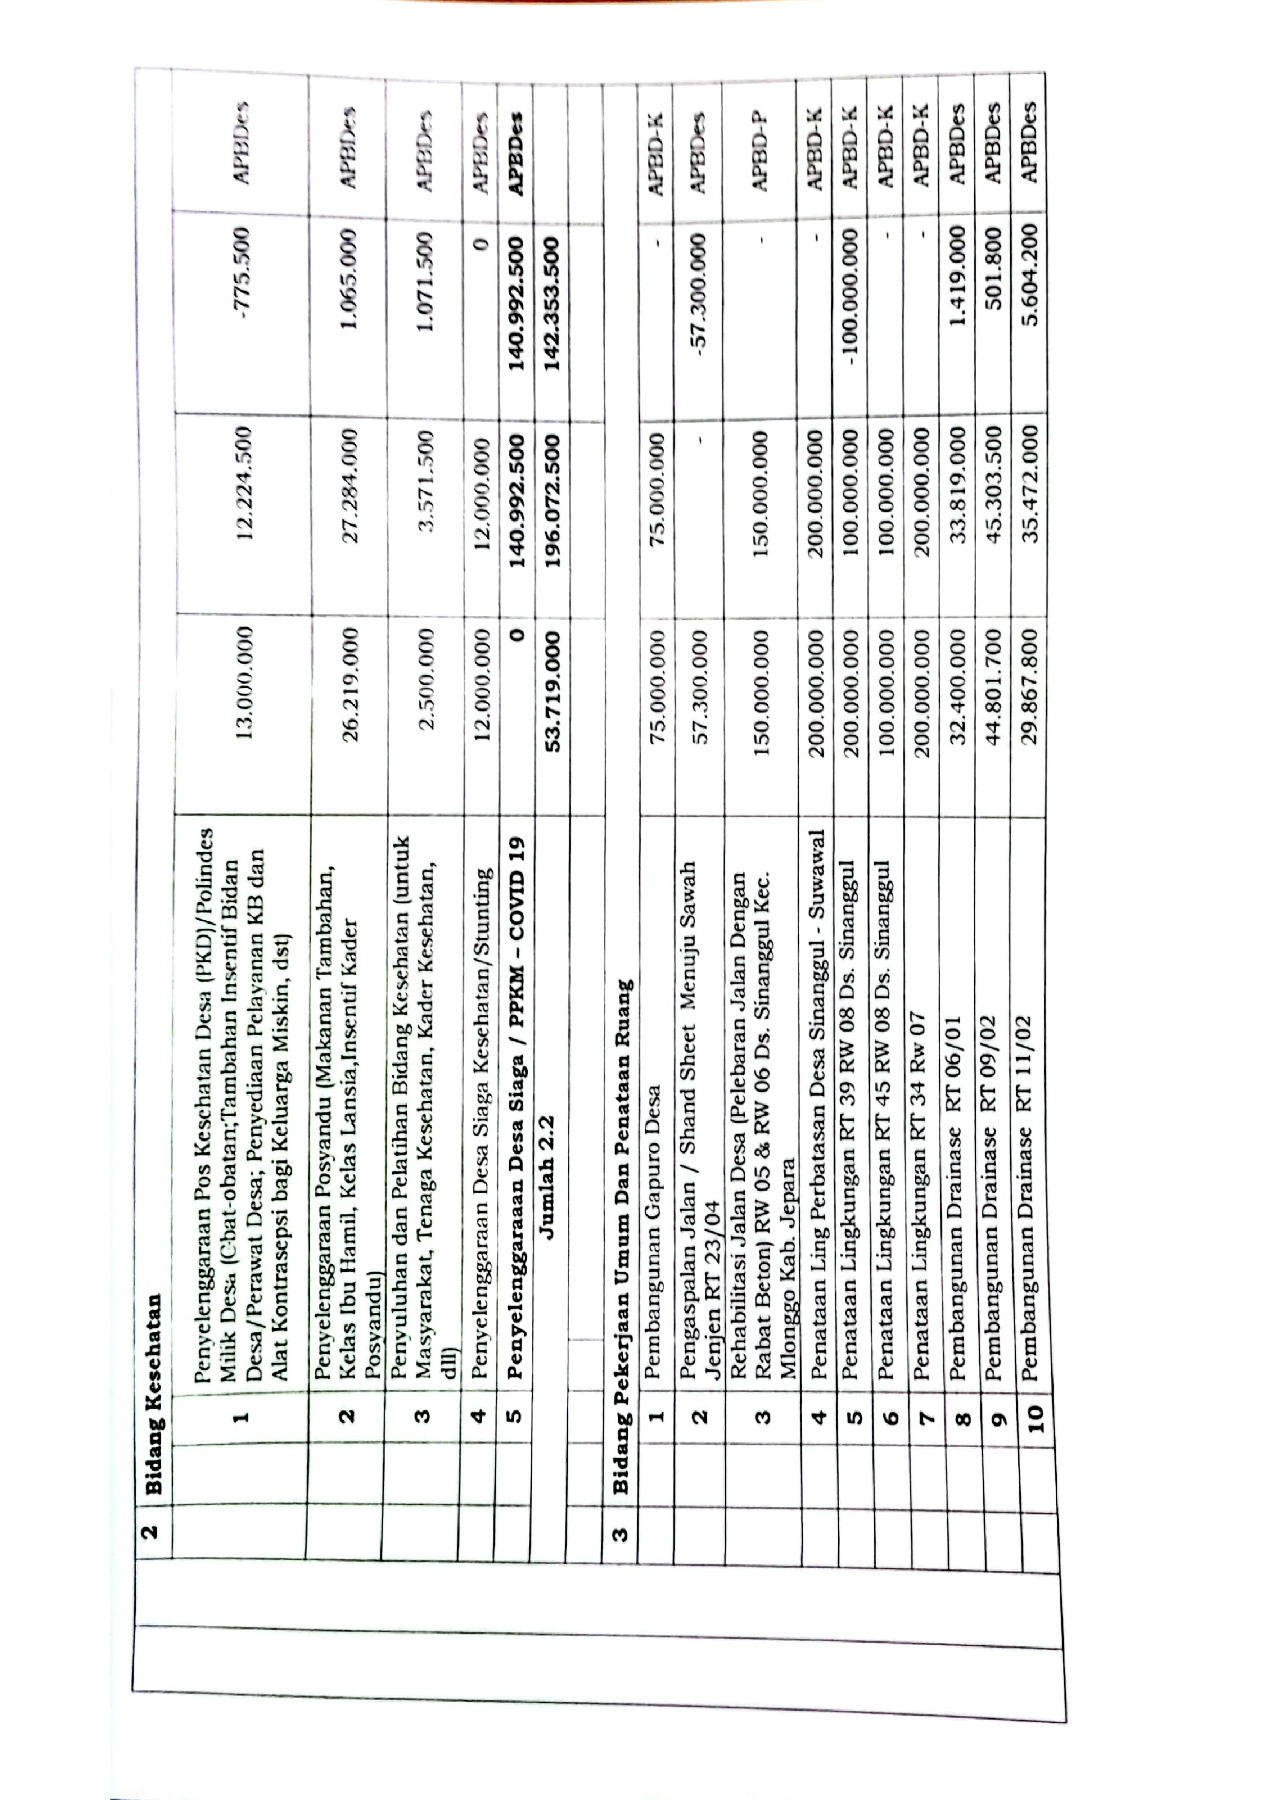 2 Bidang Kesehatan
1 Penyelenggaraan Pos Kesehatan Desa (PKD)/Polindes 13.000.000 12.224.500 -775.500 APBDes
Milik Desa (Obat-obatan;Tambahan Insentif Bidan
Desa/Perawat Desa; Penyediaan Pelayanan KB dan
Alat Kontrasepsi bagi Keluarga Miskin, dst)
2 Penyelenggaraan Posyandu (Makanan Tambahan, 26.219.000 27.284.000 1.065.000 APBDes
Kelas Ibu Hamil, Kelas Lansia,Insentif Kader
Posyandu)
3 Penyuluhan dan Pelatihan Bidang Kesehatan (untuk 2.500.000 3.571.500 1.071.500 APBDes
Masyarakat, Tenaga Kesehatan, Kader Kesehatan,
dll)
4 Penyelenggaraan Desa Siaga Kesehatan/Stunting 12.000.000 12.000.000 0 APBDes
5 Penyelenggaraaan Desa Siaga / PPKM – COVID 19 0 140.992.500 140.992.500 APBDes
Jumlah 2.2 53.719.000 196.072.500 142.353.500
3 Bidang Pekerjaan Umum Dan Penataan Ruang
1 Pembangunan Gapuro Desa 75.000.000 75.000.000 - APBD-K
2 Pengaspalan Jalan / Shand Sheet Menuju Sawah 57.300.000 - -57.300.000 APBDes
Jenjen RT 23/04
3 Rehabilitasi Jalan Desa (Pelebaran Jalan Dengan 150.000.000 150.000.000 - APBD-P
Rabat Beton) RW 05 & RW 06 Ds. Sinanggul Kec.
Mlonggo Kab. Jepara
4 Penataan Ling Perbatasan Desa Sinanggul - Suwawal 200.000.000 200.000.000 - APBD-K
5 Penataan Lingkungan RT 39 RW 08 Ds. Sinanggul 200.000.000 100.000.000 -100.000.000 APBD-K
6 Penataan Lingkungan RT 45 RW 08 Ds. Sinanggul 100.000.000 100.000.000 - APBD-K
7 Penataan Lingkungan RT 34 Rw 07 200.000.000 200.000.000 - APBD-K
8 Pembangunan Drainase RT 06/01 32.400.000 33.819.000 1.419.000 APBDes
9 Pembangunan Drainase RT 09/02 44.801.700 45.303.500 501.800 APBDes
10 Pembangunan Drainase RT 11/02 29.867.800 35.472.000 5.604.200 APBDes